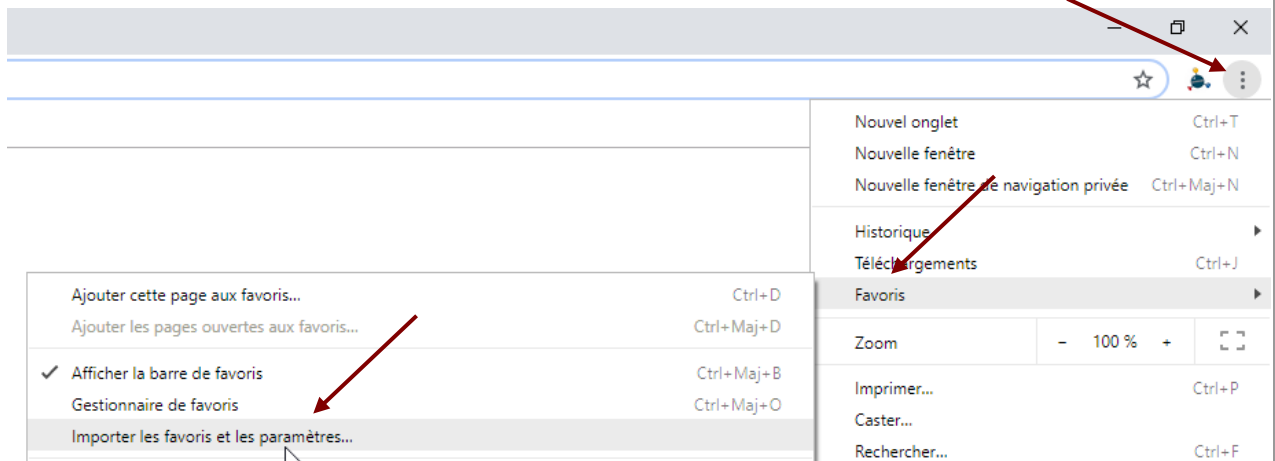 Nouvel onglet Ctrl+T
Nouvelle fenêtre Ctrl+N
Nouvelle fenêtre de navigation privée Ctrl+Maj+N
Historique
Téléchargements Ctrl+J
Favoris
Zoom - 100 % +
Imprimer... Ctrl+P
Caster...
Rechercher... Ctrl+F
Ajouter cette page aux favoris... Ctrl+D
Ajouter les pages ouvertes aux favoris... Ctrl+Maj+D
Afficher la barre de favoris Ctrl+Maj+B
Gestionnaire de favoris Ctrl+Maj+O
Importer les favoris et les paramètres...